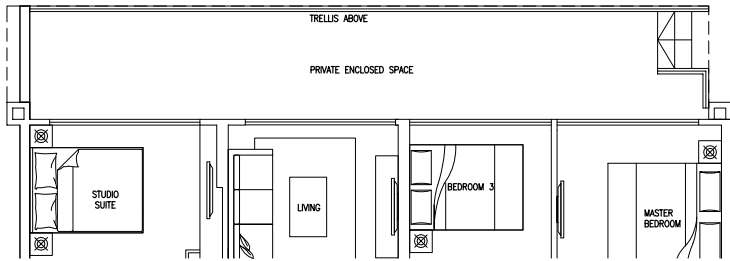 TRELLIS ABOVE
PRIVATE ENCLOSED SPACE
STUDIO
SUITE
LIVING
BEDROOM 3
MASTER
BEDROOM